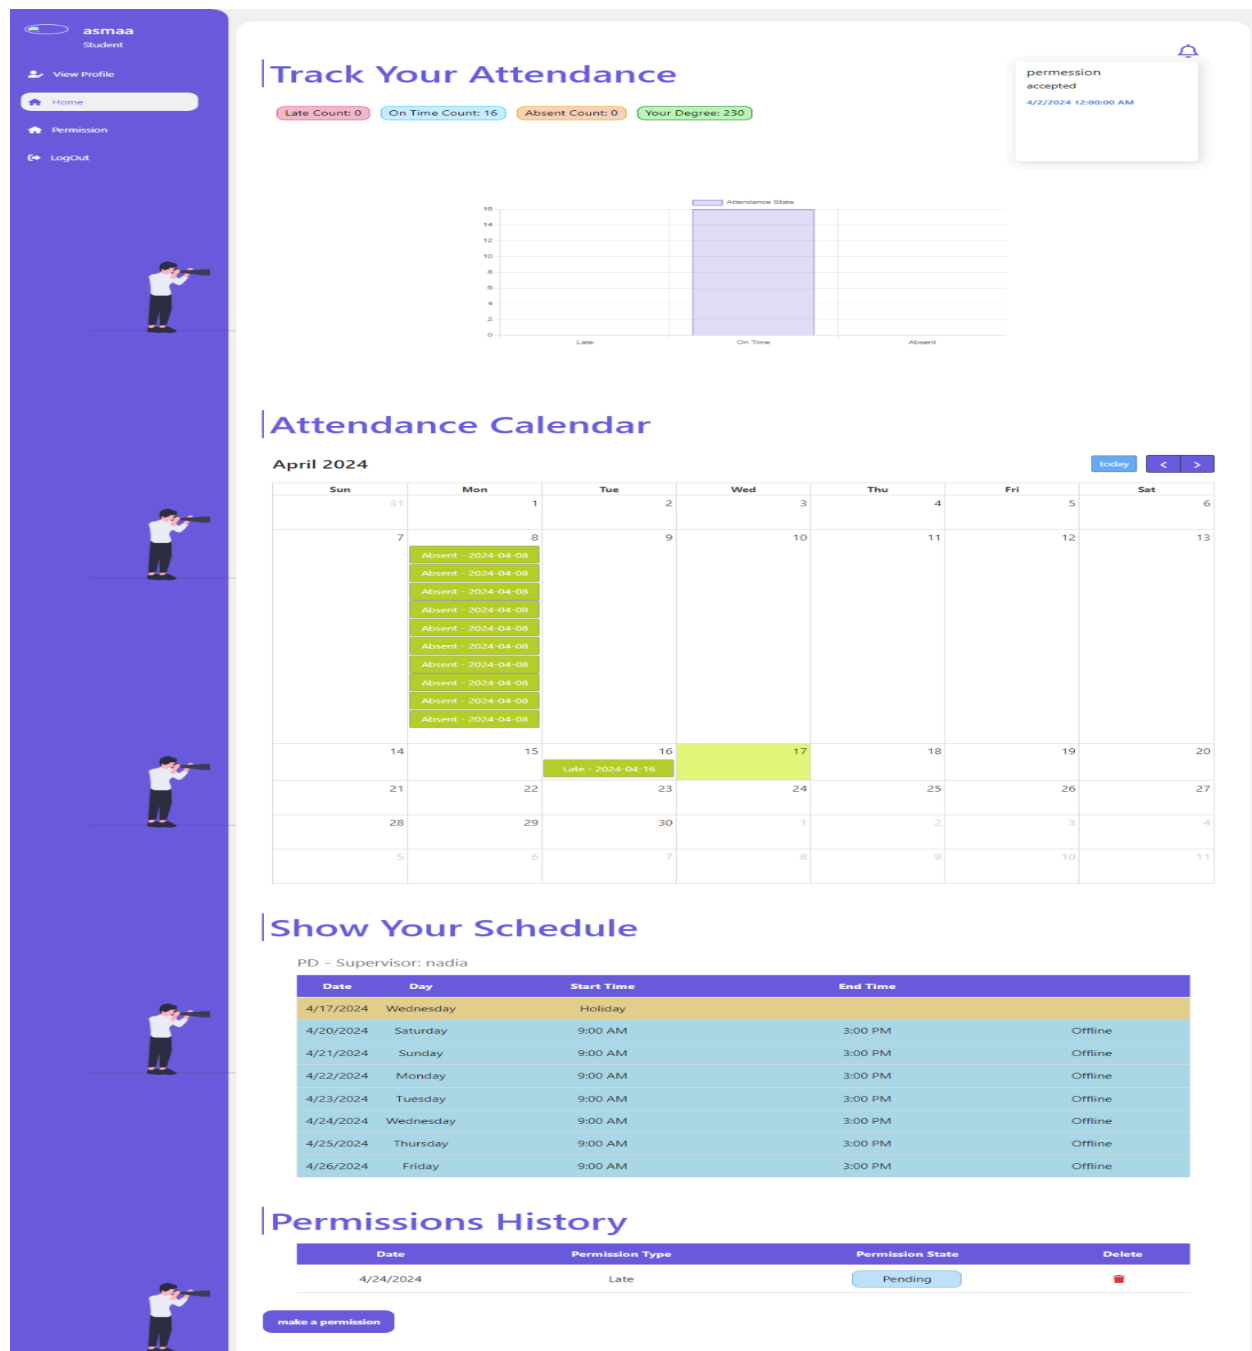 asmaa
Student
View Profile
Home
Permission
LogOut
Track Your Attendance
Late Count: 0 On Time Count: 16 Absent Count: 0 Your Degree: 230
permession
accepted
4/2/2024 12:00:00 AM
Attendance State
16
14
12
10
8
6
4
2
0
Late On Time Absent
Attendance Calendar
April 2024 today < >
Sun Mon Tue Wed Thu Fri Sat
31 1 2 3 4 5 6
7 8 9 10 11 12 13
Absent - 2024-04-08
Absent - 2024-04-08
Absent - 2024-04-08
Absent - 2024-04-08
Absent - 2024-04-08
Absent - 2024-04-08
Absent - 2024-04-08
Absent - 2024-04-08
Absent - 2024-04-08
Absent - 2024-04-08
14 15 16 17 18 19 20
Late - 2024-04-16
21 22 23 24 25 26 27
28 29 30 1 2 3 4
5 6 7 8 9 10 11
Show Your Schedule
PD - Supervisor: nadia
Date Day Start Time End Time
4/17/2024 Wednesday Holiday
4/20/2024 Saturday 9:00 AM 3:00 PM Offline
4/21/2024 Sunday 9:00 AM 3:00 PM Offline
4/22/2024 Monday 9:00 AM 3:00 PM Offline
4/23/2024 Tuesday 9:00 AM 3:00 PM Offline
4/24/2024 Wednesday 9:00 AM 3:00 PM Offline
4/25/2024 Thursday 9:00 AM 3:00 PM Offline
4/26/2024 Friday 9:00 AM 3:00 PM Offline
Permissions History
Date Permission Type Permission State Delete
4/24/2024 Late Pending
make a permission